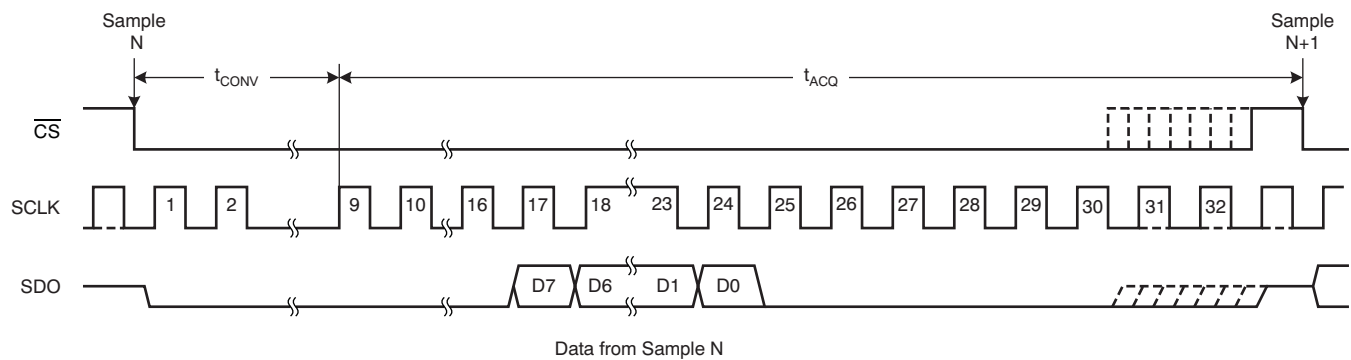 Sample
N
Sample
N+1
tCONV
tACQ
CS
SCLK
1 2 9 10 16 17 18 23 24 25 26 27 28 29 30 31 32
SDO
D7 D6 D1 D0
Data from Sample N